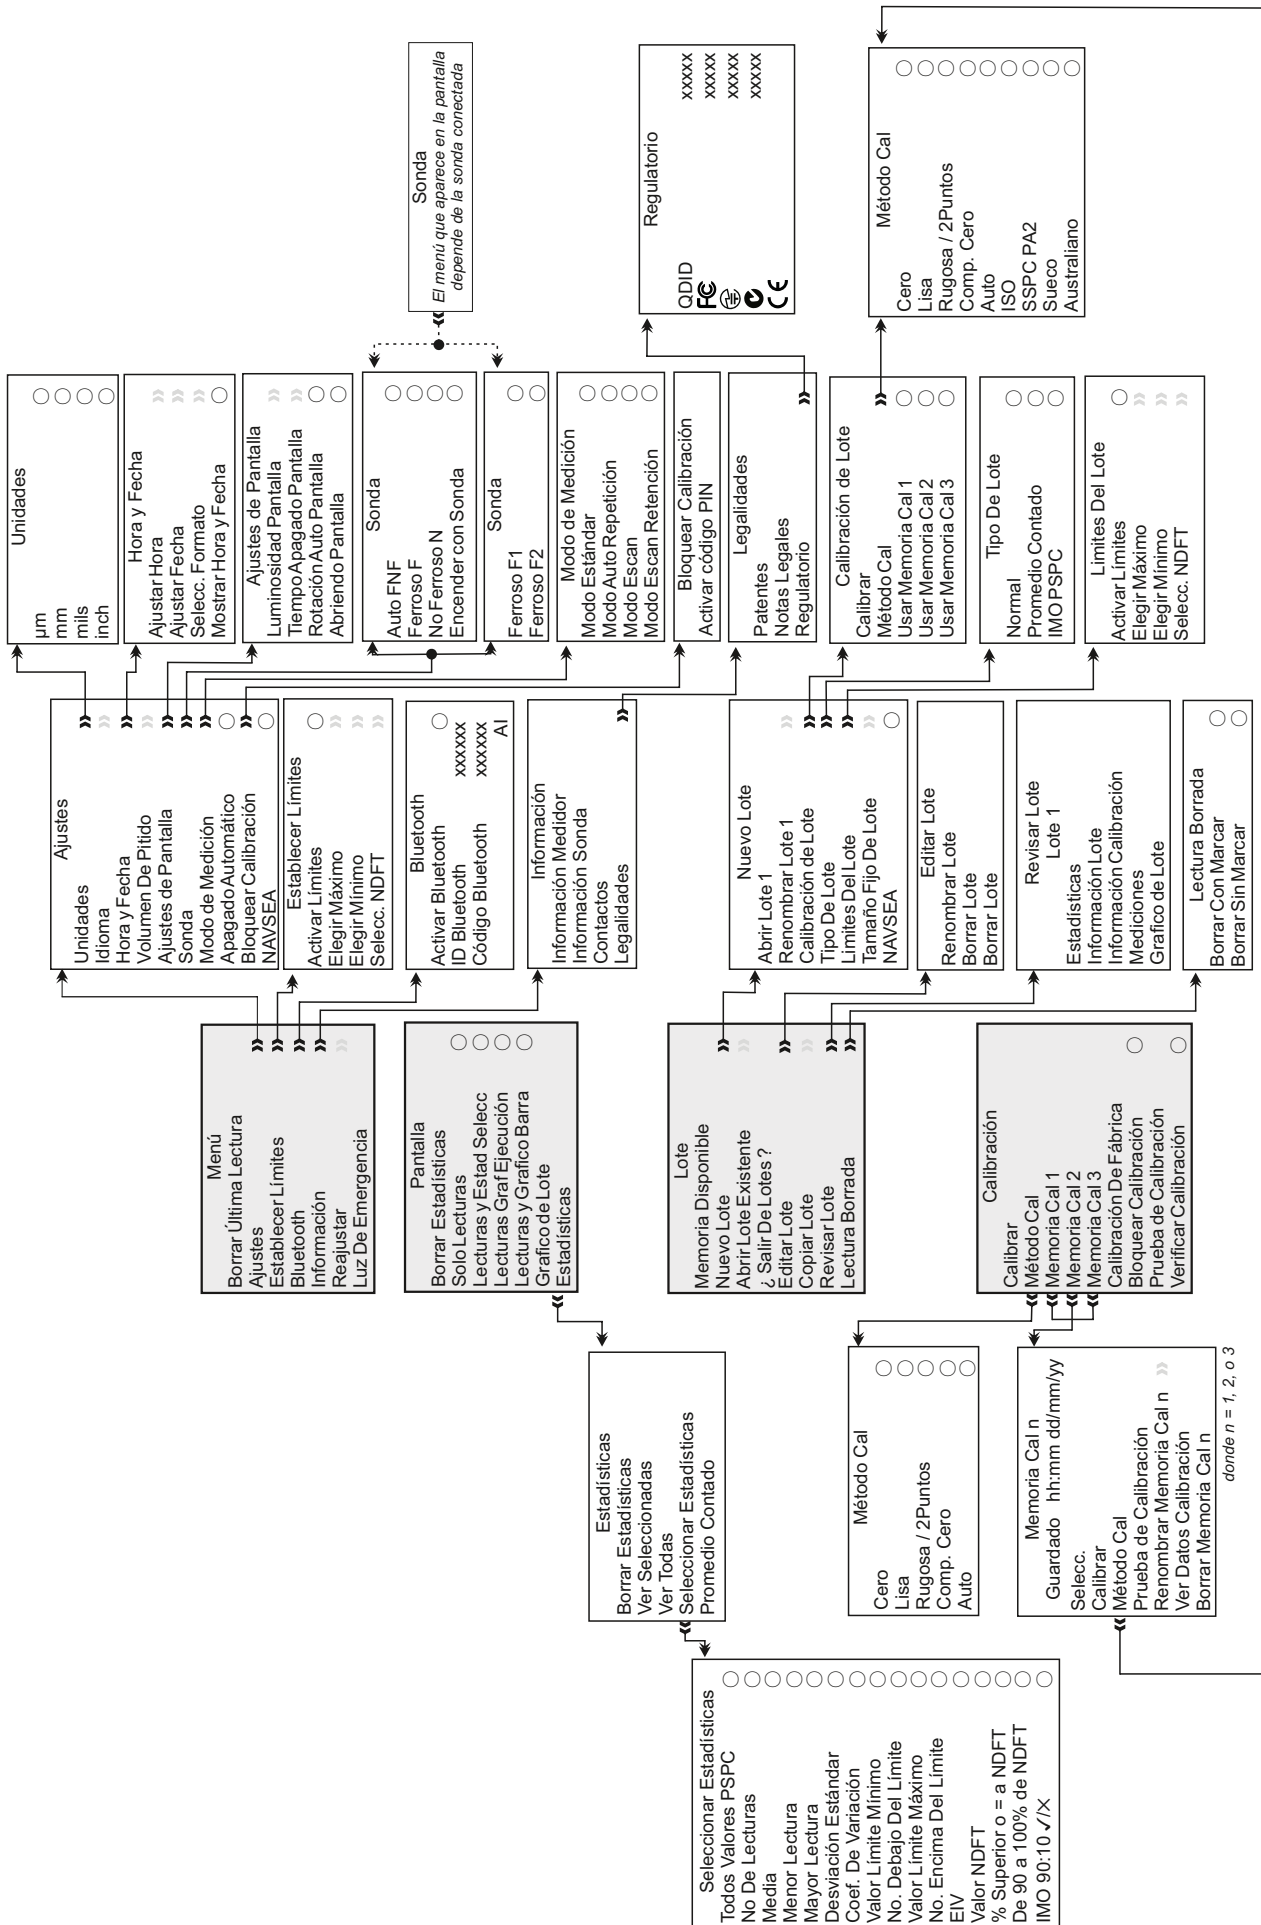 Seleccionar Estadísticas
Todos Valores PSPC
No De Lecturas
Media
Menor Lectura
Mayor Lectura
Desviación Estándar
Coef. De Variación
Valor Límite Mínimo
No. Debajo Del Límite
Valor Límite Máximo
No. Encima Del Límite
EIV
Valor NDFT
% Superior o = a NDFT
De 90 a 100% de NDFT
IMO 90:10 ✓/✕
Estadísticas
Borrar Estadísticas
Ver Seleccionadas
Ver Todas
Seleccionar Estadísticas
Promedio Contado
Método Cal
Cero
Lisa
Rugosa / 2Puntos
Comp. Cero
Auto
Memoria Cal n
Guardado hh:mm dd/mm/yy
Selecc.
Calibrar
Método Cal
Prueba de Calibración
Renombrar Memoria Cal n
Ver Datos Calibración
Borrar Memoria Cal n
donde n = 1, 2, o 3
Menú
Borrar Última Lectura
Ajustes
Establecer Límites
Bluetooth
Información
Reajustar
Luz De Emergencia
Pantalla
Borrar Estadísticas
Solo Lecturas
Lecturas y Estad Selecc
Lecturas Graf Ejecución
Lecturas y Grafico Barra
Grafico de Lote
Estadísticas
Lote
Memoria Disponible
Nuevo Lote
Abrir Lote Existente
¿ Salir De Lotes ?
Editar Lote
Copiar Lote
Revisar Lote
Lectura Borrada
Calibración
Calibrar
Método Cal
Memoria Cal 1
Memoria Cal 2
Memoria Cal 3
Calibración De Fábrica
Bloquear Calibración
Prueba de Calibración
Verificar Calibración
Ajustes
Unidades
Idioma
Hora y Fecha
Volumen De Pitido
Ajustes de Pantalla
Sonda
Modo de Medición
Apagado Automático
Bloquear Calibración
NAVSEA
Establecer Límites
Activar Límites
Elegir Máximo
Elegir Mínimo
Selecc. NDFT
Bluetooth
Activar Bluetooth
ID Bluetooth xxxxxx
Código Bluetooth xxxxxx
AI
Información
Información Medidor
Información Sonda
Contactos
Legalidades
Nuevo Lote
Abrir Lote1
Renombrar Lote 1
Calibración de Lote
Tipo De Lote
Límites Del Lote
Tamaño Fijo De Lote
NAVSEA
Editar Lote
Renombrar Lote
Borrar Lote
Borrar Lote
Revisar Lote
Lote 1
Estadísticas
Información Lote
Información Calibración
Mediciones
Grafico de Lote
Lectura Borrada
Borrar Con Marcar
Borrar Sin Marcar
Unidades
µm
mm
mils
inch
Hora y Fecha
Ajustar Hora
Ajustar Fecha
Selecc. Formato
Mostrar Hora y Fecha
Ajustes de Pantalla
Luminosidad Pantalla
Tiempo Apagado Pantalla
Rotación Auto Pantalla
Abriendo Pantalla
Sonda
Auto FNF
Ferroso F
No Ferroso N
Encender con Sonda
Sonda
Ferroso F1
Ferroso F2
Modo de Medición
Modo Estándar
Modo Auto Repetición
Modo Escan
Modo Escan Retención
Bloquear Calibración
Activar código PIN
Legalidades
Patentes
Notas Legales
Regulatorio
Calibración de Lote
Calibrar
Método Cal
Usar Memoria Cal 1
Usar Memoria Cal 2
Usar Memoria Cal 3
Tipo De Lote
Normal
Promedio Contado
IMO PSPC
Límites Del Lote
Activar Límites
Elegir Máximo
Elegir Mínimo
Selecc. NDFT
Sonda
El menú que aparece en la pantalla
depende de la sonda conectada
Regulatorio
QDID xxxxx
FC xxxxx
xxxxx
CE xxxxx
Método Cal
Cero
Lisa
Rugosa / 2Puntos
Comp. Cero
Auto
ISO
SSPC PA2
Sueco
Australiano